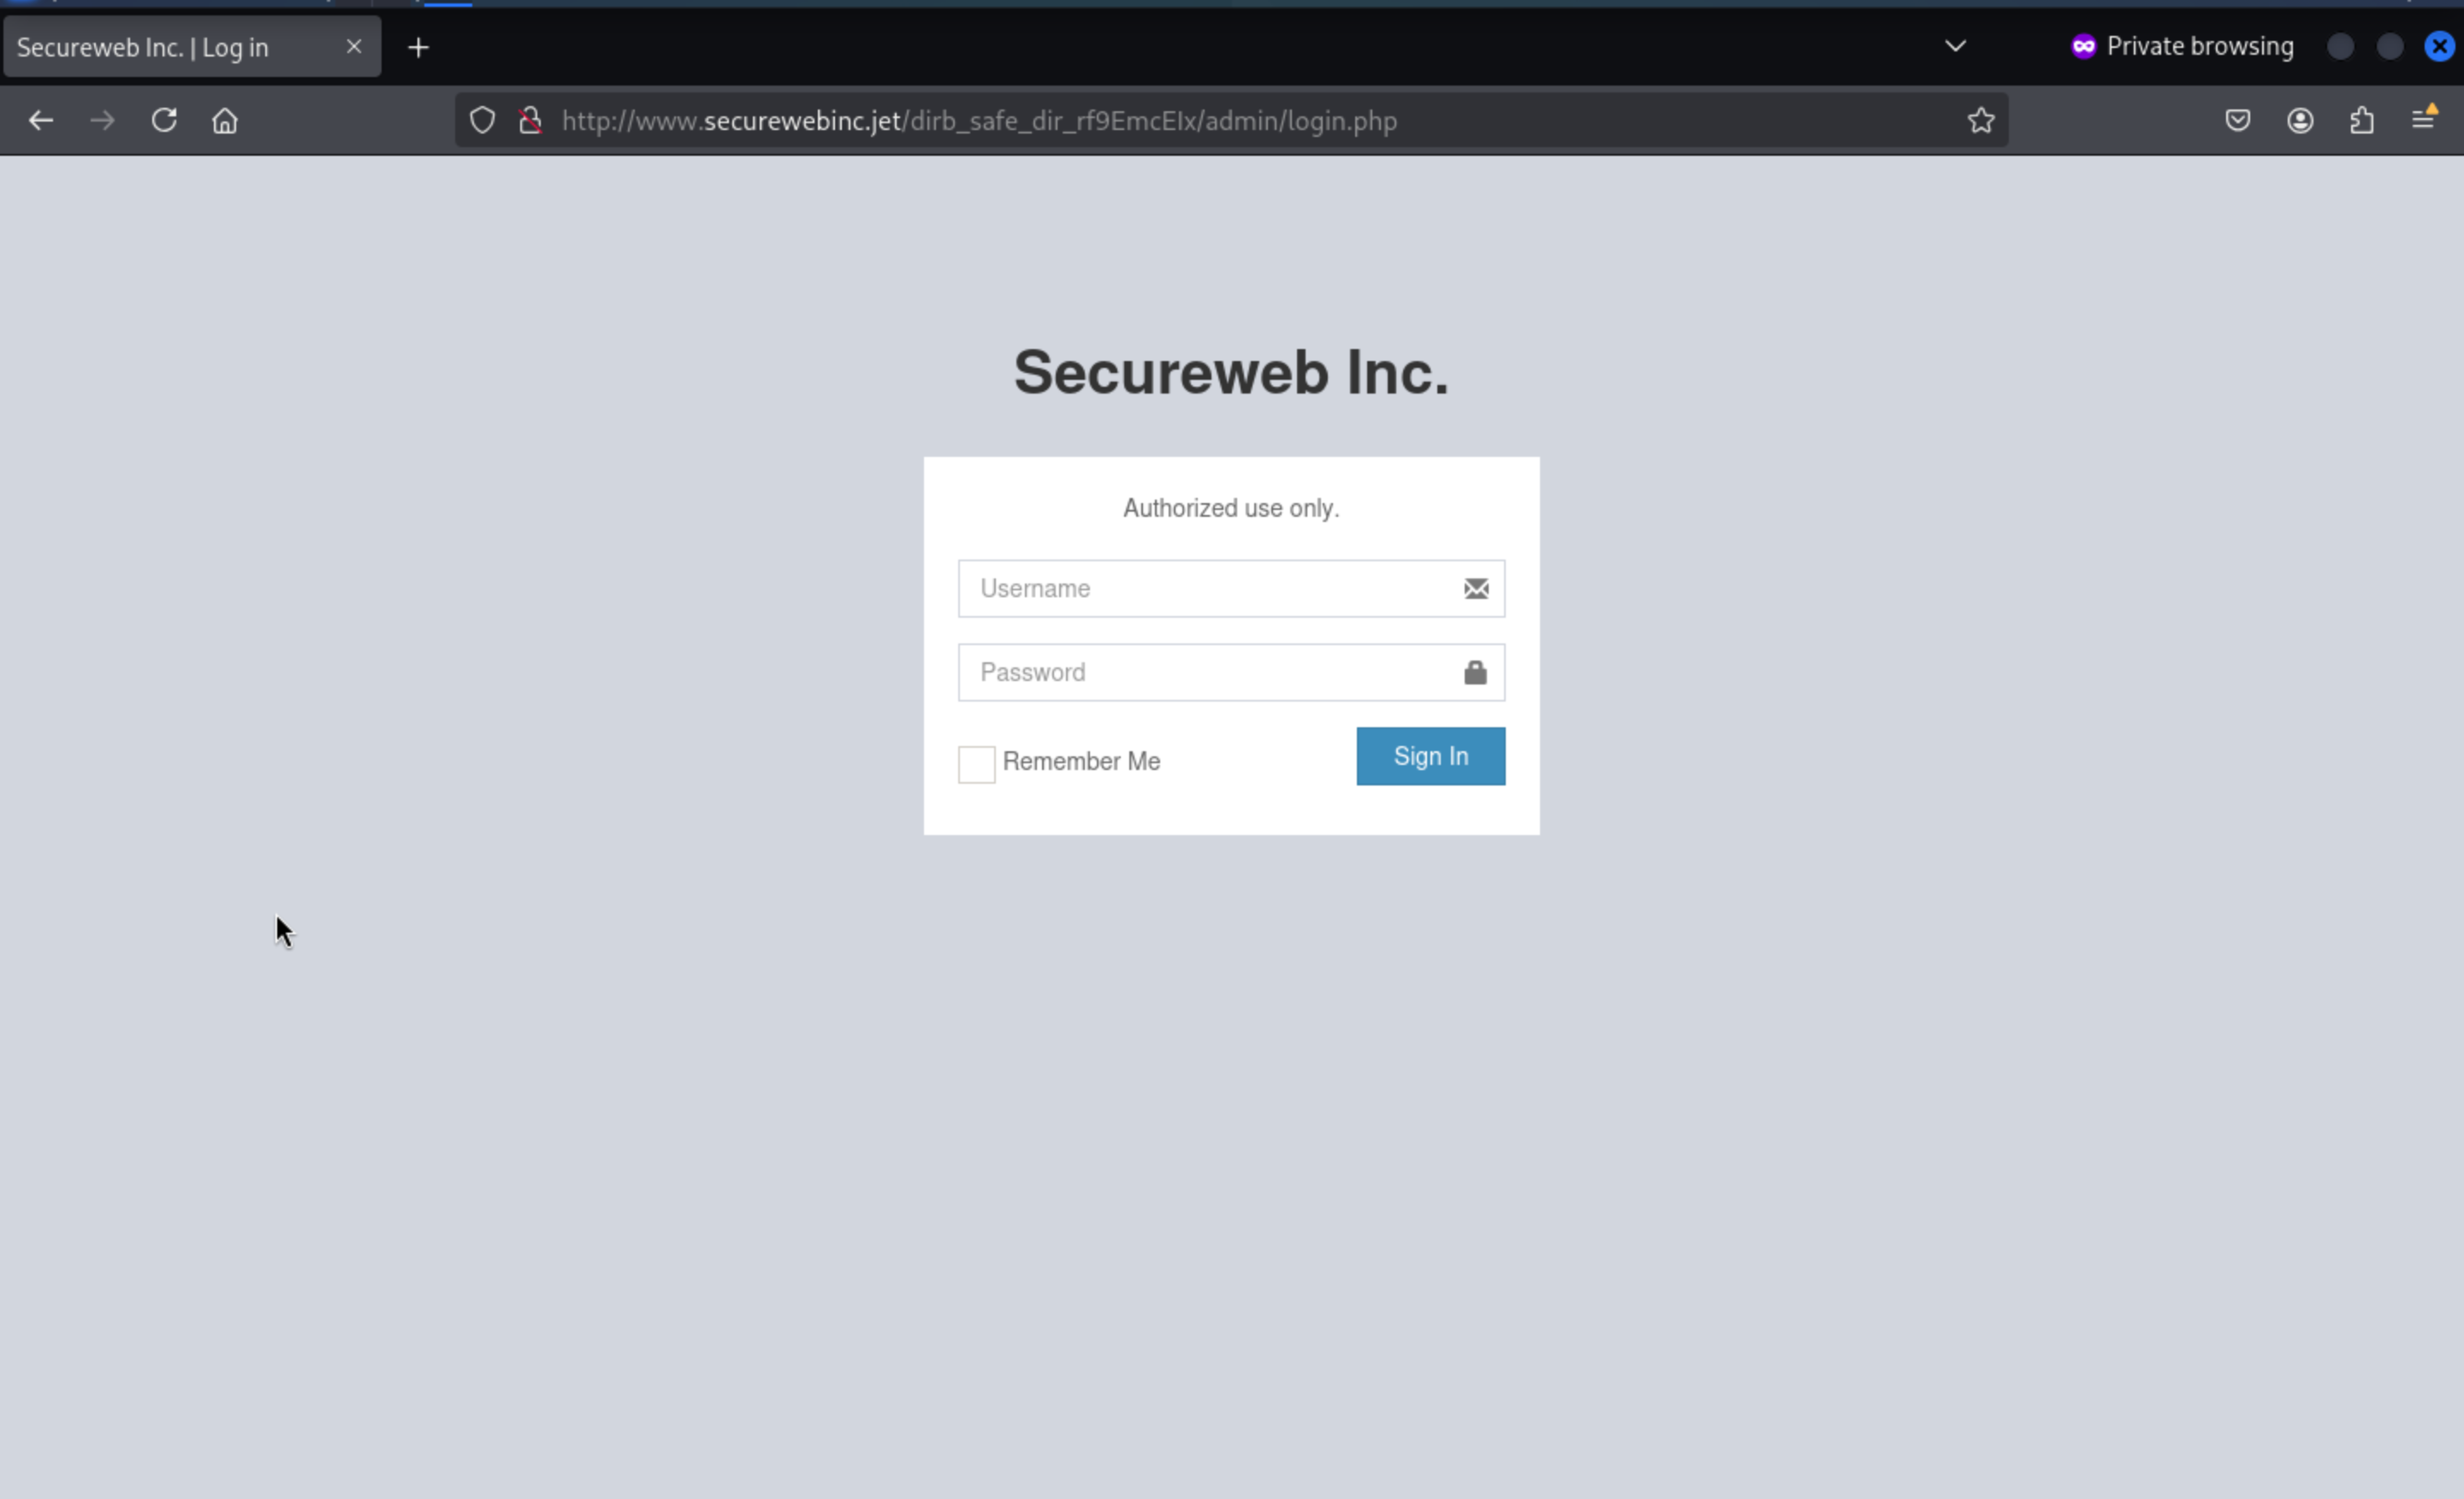 Secureweb Inc. | Log in
Private browsing
http://www.securewebinc.jet/dirb_safe_dir_rf9EmcEIx/admin/login.php
Secureweb Inc.
Authorized use only.
Username
Password
Remember Me
Sign In